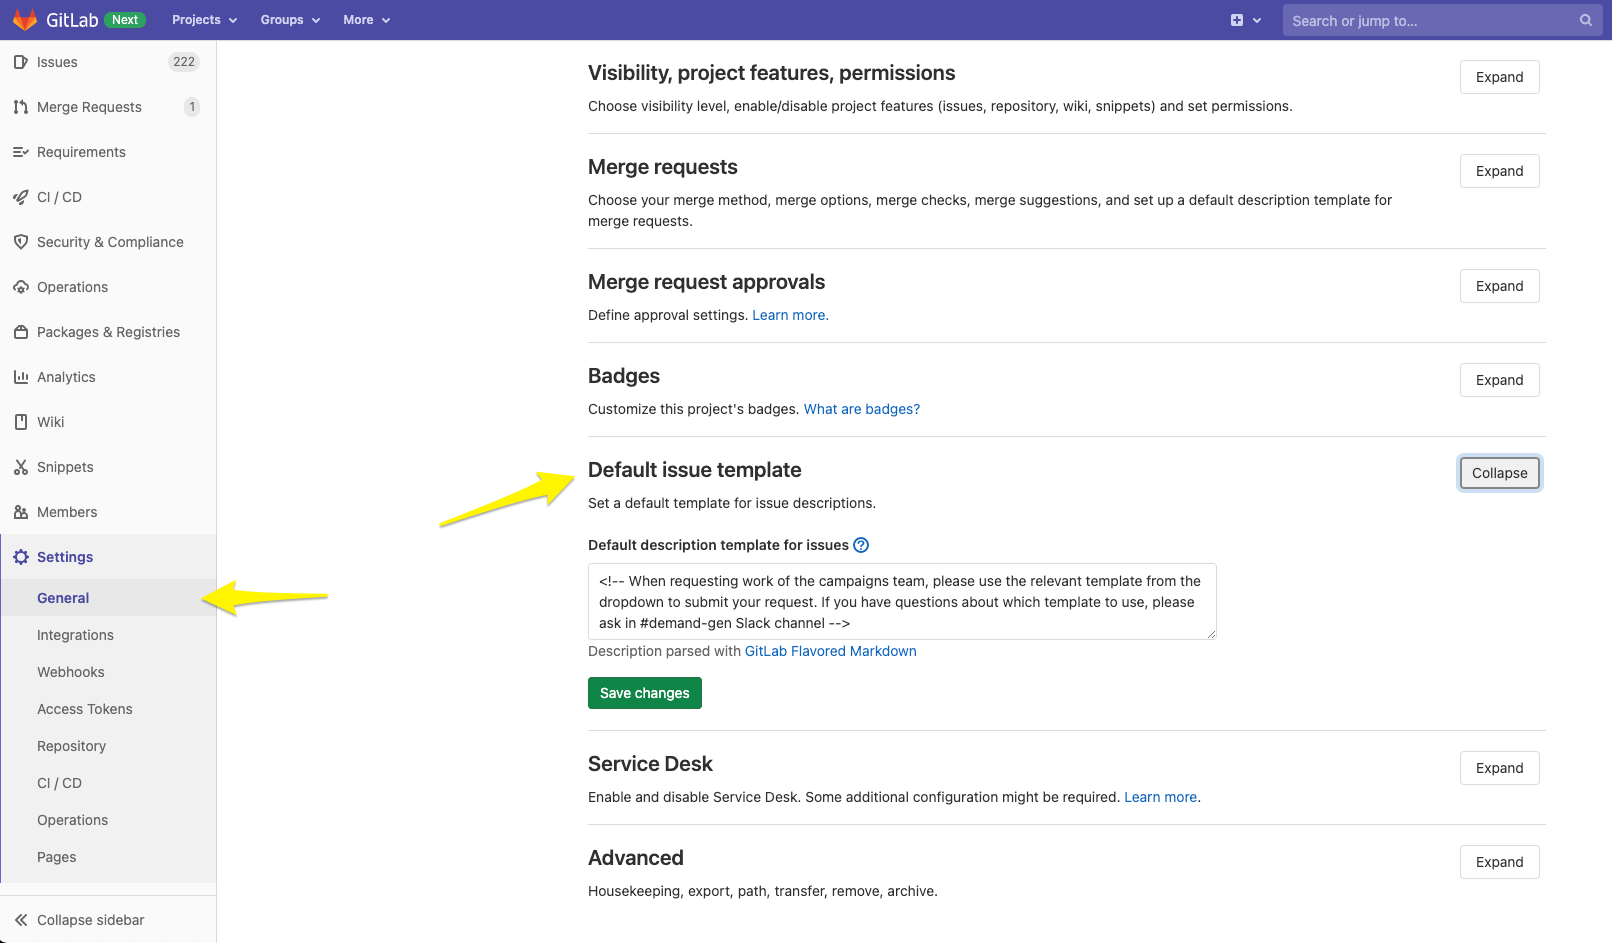 GitLab Next Projects Groups More Search or jump to...
Issues 222
Merge Requests 1
Requirements
CI / CD
Security & Compliance
Operations
Packages & Registries
Analytics
Wiki
Snippets
Members
Settings
General
Integrations
Webhooks
Access Tokens
Repository
CI / CD
Operations
Pages
Collapse sidebar
Visibility, project features, permissions
Expand
Choose visibility level, enable/disable project features (issues, repository, wiki, snippets) and set permissions.
Merge requests
Expand
Choose your merge method, merge options, merge checks, merge suggestions, and set up a default description template for
merge requests.
Merge request approvals
Expand
Define approval settings. Learn more.
Badges
Expand
Customize this project's badges. What are badges?
Default issue template
Collapse
Set a default template for issue descriptions.
Default description template for issues
<!-- When requesting work of the campaigns team, please use the relevant template from the
dropdown to submit your request. If you have questions about which template to use, please
ask in #demand-gen Slack channel -->
Description parsed with GitLab Flavored Markdown
Save changes
Service Desk
Expand
Enable and disable Service Desk. Some additional configuration might be required. Learn more.
Advanced
Expand
Housekeeping, export, path, transfer, remove, archive.